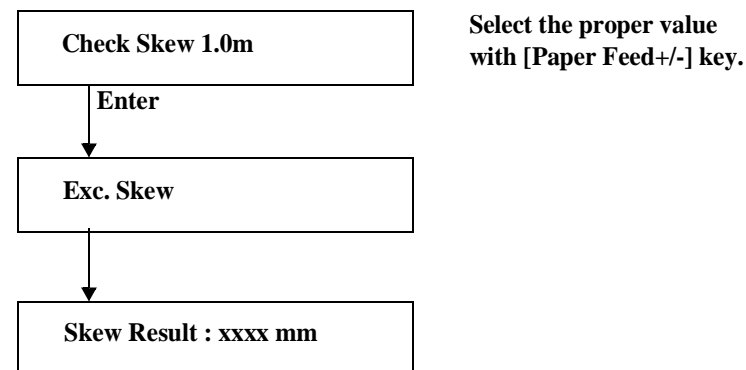 Check Skew 1.0m
Select the proper value
with [Paper Feed+/-] key.
Enter
Exc. Skew
Skew Result : xxxx mm